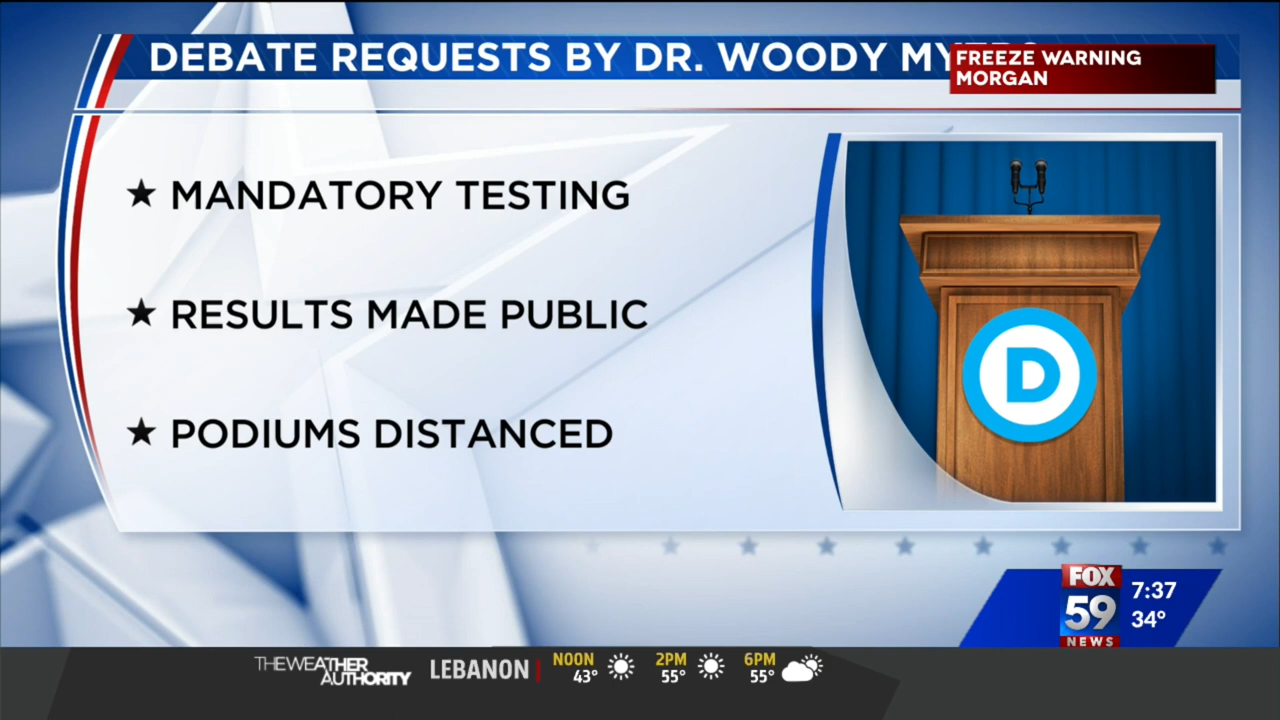 DEBATE REQUESTS BY DR. WOODY
FREEZE WARNING
MORGAN
★ MANDATORY TESTING
★ RESULTS MADE PUBLIC
★ PODIUMS DISTANCED
D
FOX
59
NEWS
7:37
34°
THE WEATHER
AUTHORITY
LEBANON
NOON
43°
2PM
55°
6PM
55°